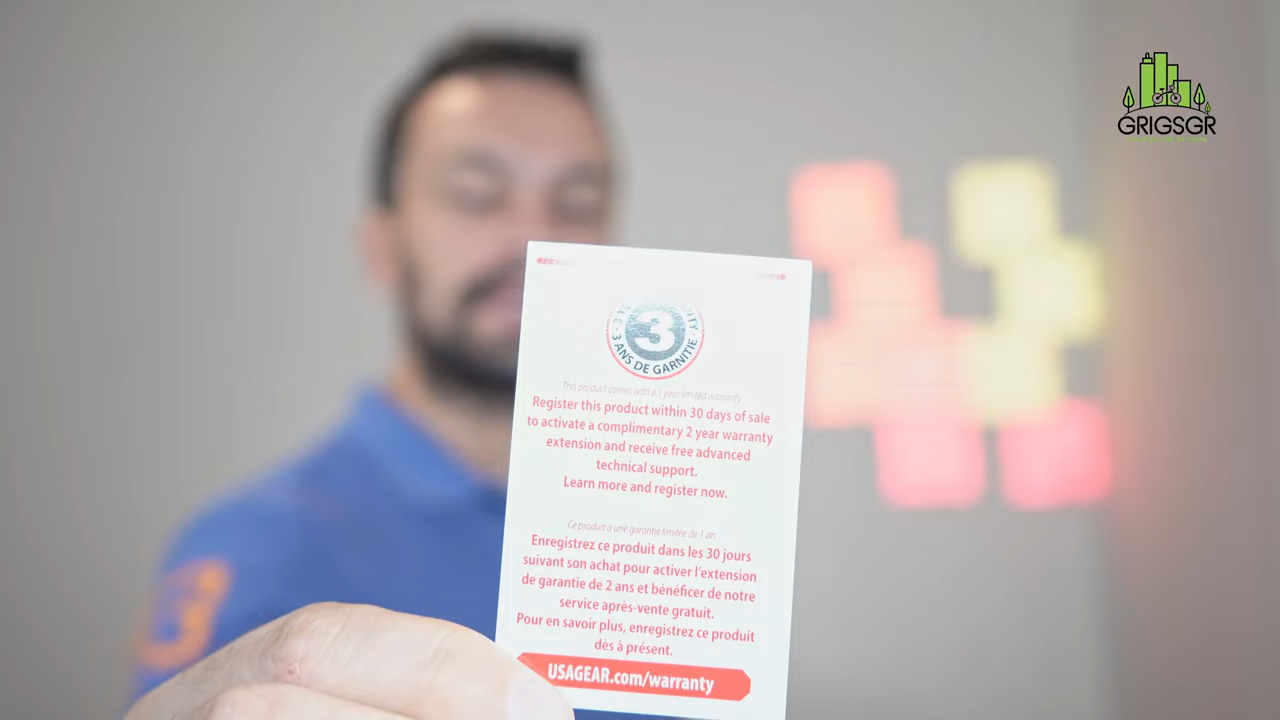 GRIGSGR
3
3 ANS DE GARNITIE
This product comes with a 1 year limited warranty.
Register this product within 30 days of sale
to activate a complimentary 2 year warranty
extension and receive free advanced
technical support.
Learn more and register now.
Ce produit a une garantie limitée de 1 an
Enregistrez ce produit dans les 30 jours
suivant son achat pour activer l'extension
de garantie de 2 ans et bénéficer de notre
service après-vente gratuit.
Pour en savoir plus, enregistrez ce produit
dès à présent.
USAGEAR.com/warranty